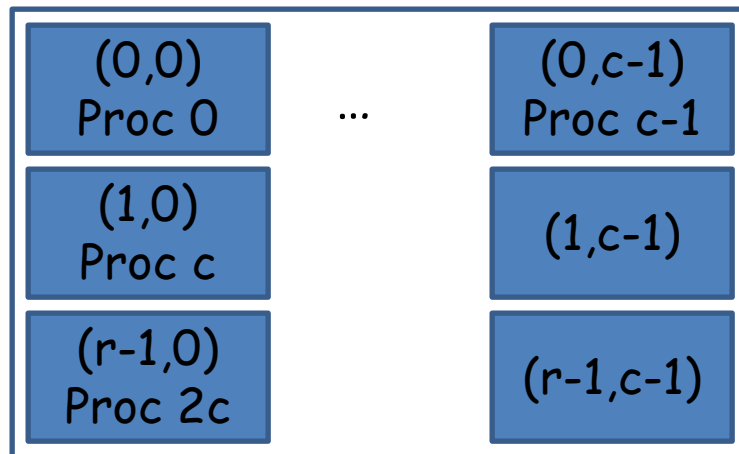 (0,0)
Proc 0
...
(0,c-1)
Proc c-1
(1,0)
Proc c
(1,c-1)
(r-1,0)
Proc 2c
(r-1,c-1)